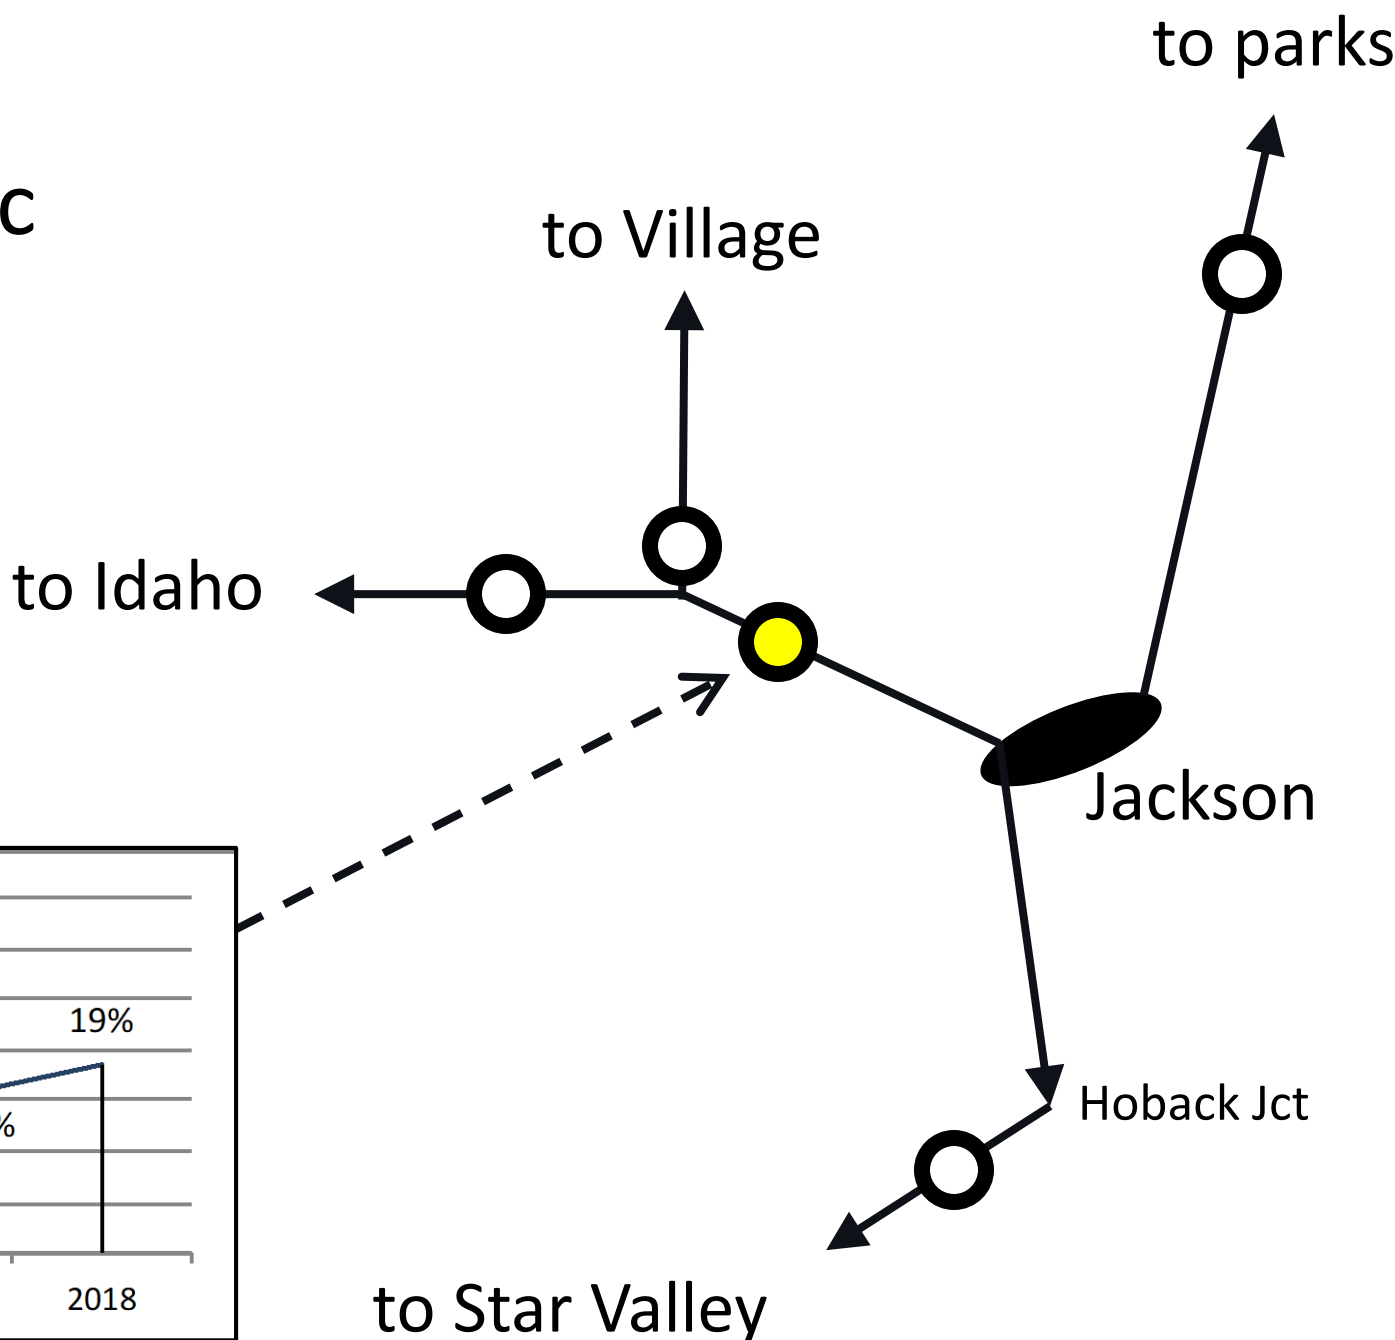 to parks
c
to Village
to Idaho
Jackson
19%
Hoback Jct
%
2018
to Star Valley